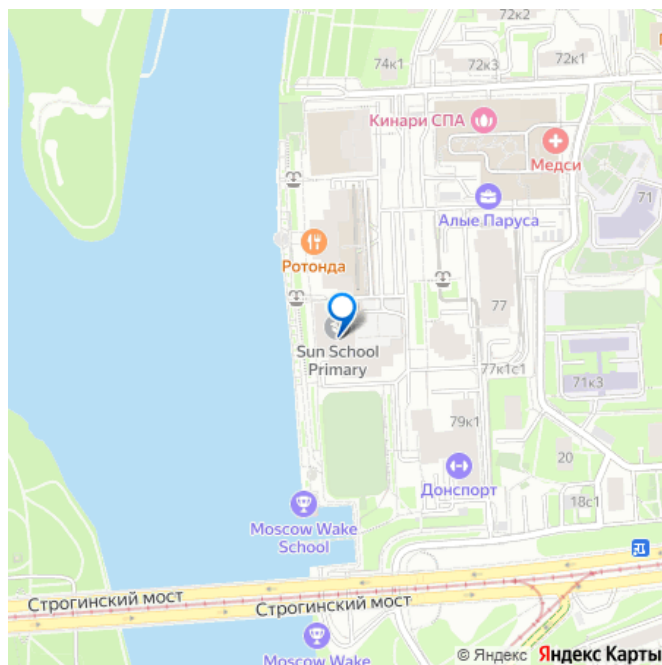 72к2
74к1
72к3
72к1
Кинари СПА
Медси
71
Алые Паруса
Ротонда
77
Sun School
Primary
77к1с1
71к3
79к1
20
Донспорт
18с1
Moscow Wake
School
Строгинский мост
Строгинский мост
Moscow Wake
© Яндекс Яндекс Карты